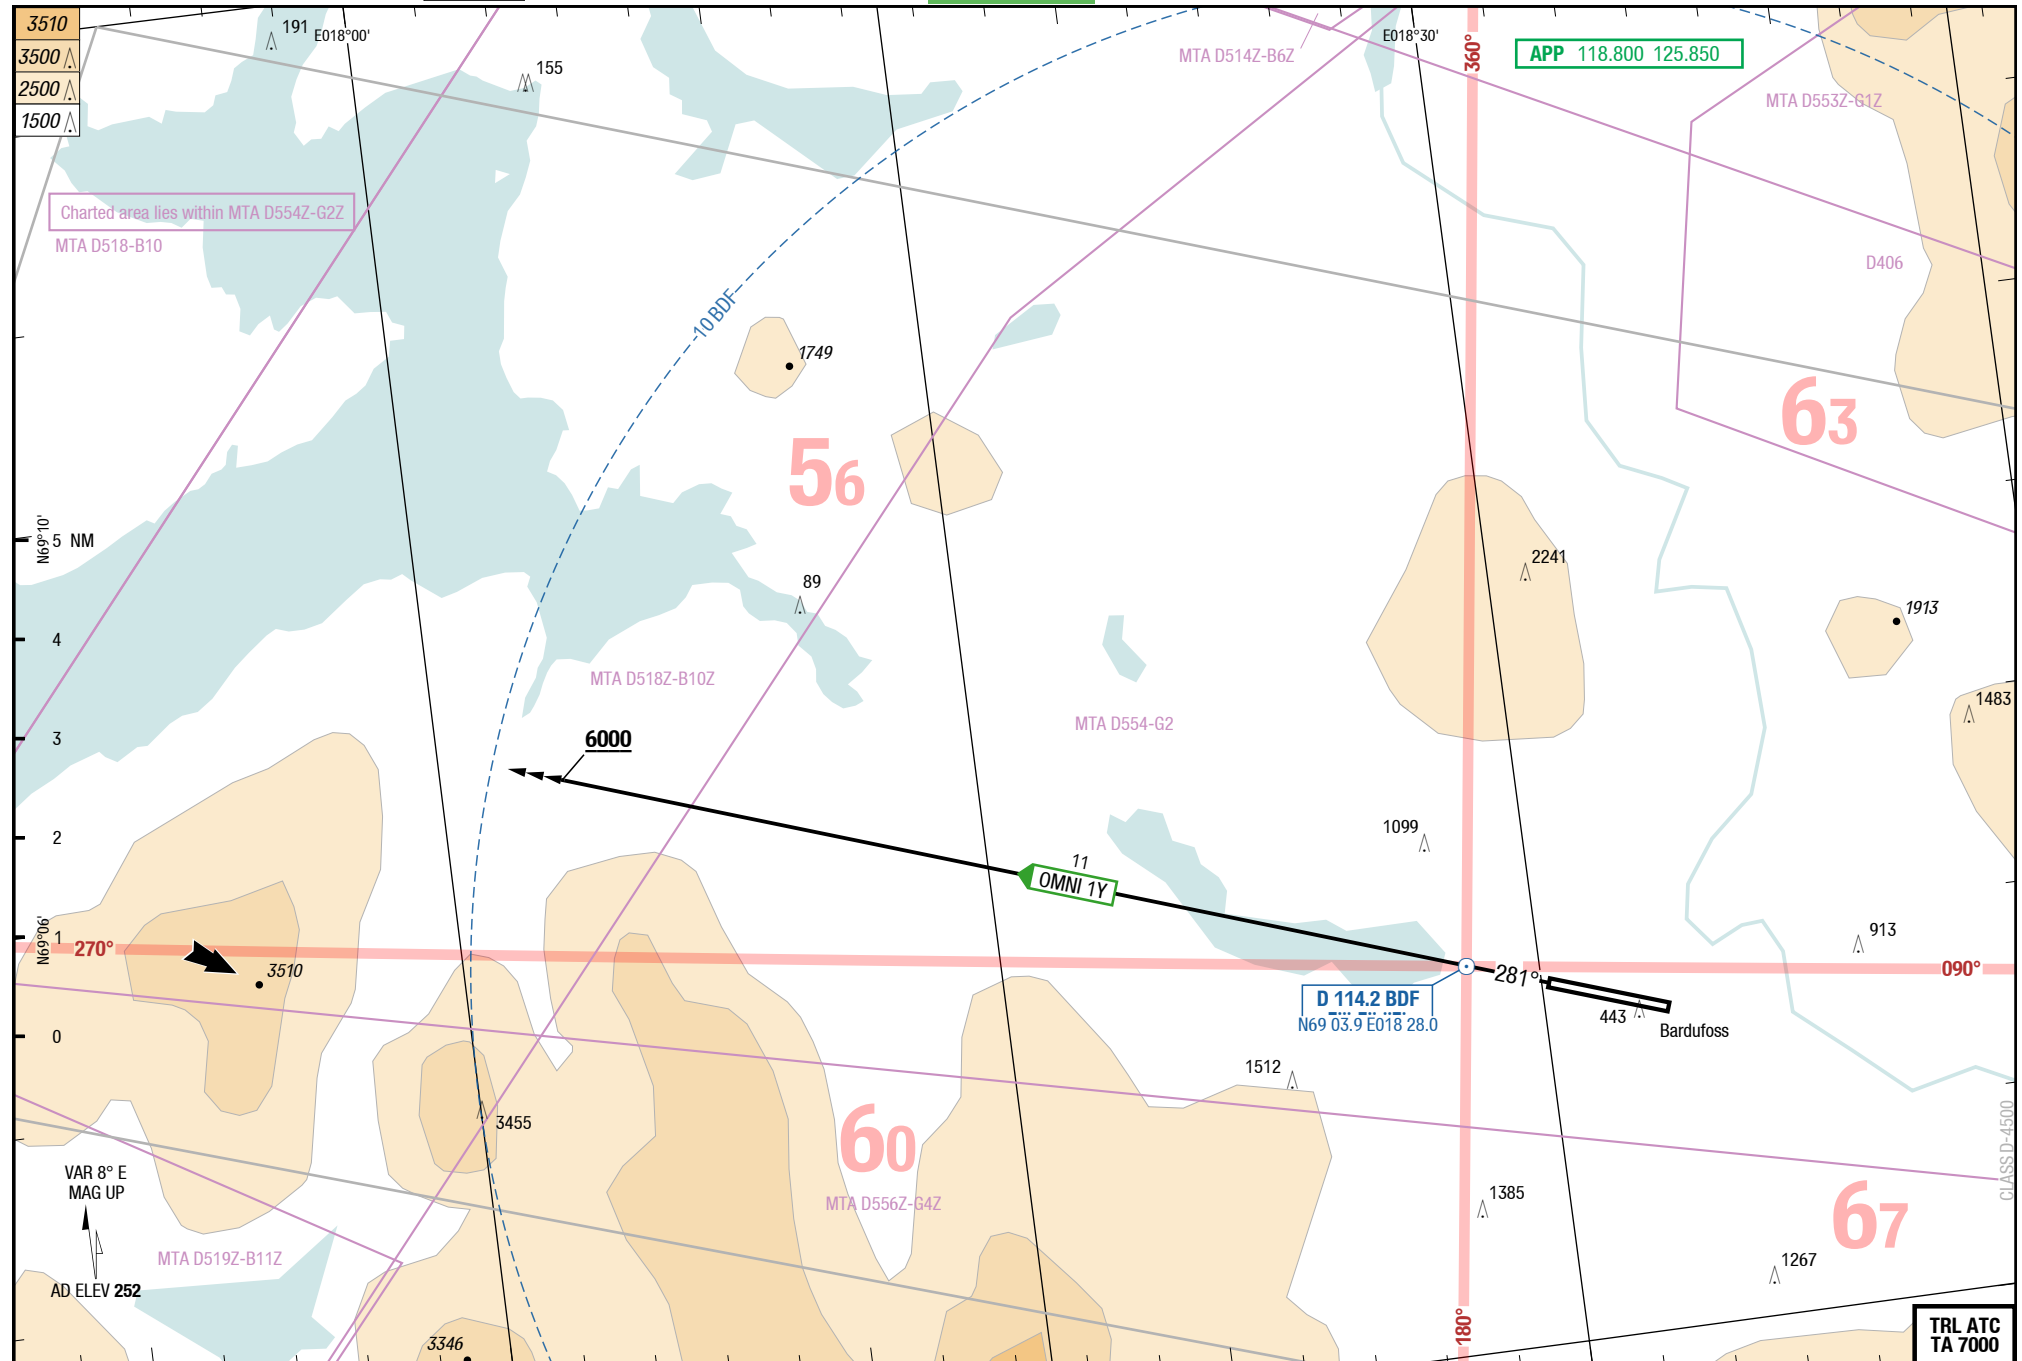 3510
3500
2500
1500
191
E018°00'
155
MTA D514Z-B6Z
E018°30'
360°
APP 118.800 125.850
MTA D553Z-G1Z
Charted area lies within MTA D554Z-G2Z
MTA D518-B10
D406
10 BDF
1749
63
56
N69°10'
5 NM
2241
89
1913
4
MTA D518Z-B10Z
1483
MTA D554-G2
3
6000
2
1099
11
OMNI 1Y
N69°06'
1
270°
913
3510
281°
090°
D 114.2 BDF
N69 03.9 E018 28.0
443
Bardufoss
0
1512
3455
60
CLASS D-4500
VAR 8° E
MAG UP
1385
MTA D556Z-G4Z
67
MTA D519Z-B11Z
1267
AD ELEV 252
180°
3346
TRL ATC
TA 7000